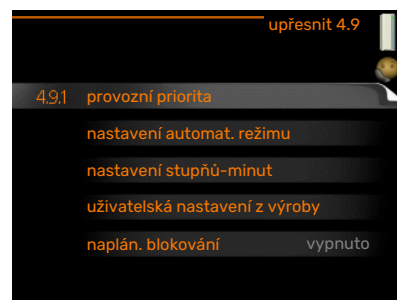 upřesnit 4.9
4.9.1 provozní priorita
nastavení automat. režimu
nastavení stupňů-minut
uživatelská nastavení z výroby
naplán. blokování vypnuto